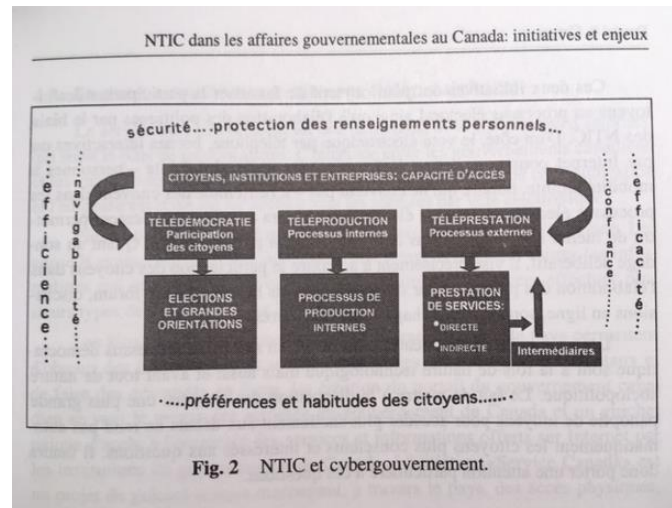 NTIC dans les affaires gouvernementales au Canada: initiatives et enjeux
sécurité....protection des renseignements personnels...
efficience....
navgabilité
CITOYENS, INSTITUTIONS ET ENTREPRISES: CAPACITÉ D'ACCÈS
confiance....
efficacité
TÉLÉDÉMOCRATIE
Participation
des citoyens
TÉLÉPRODUCTION
Processus internes
TÉLÉPRESTATION
Processus externes
ELECTIONS
ET GRANDES
ORIENTATIONS
PROCESSUS DE
PRODUCTION
INTERNES
PRESTATION
DE SERVICES:
•DIRECTE
•INDIRECTE
Intermédiaires
.....préférences et habitudes des citoyens.......
Fig. 2 NTIC et cybergouvernement.